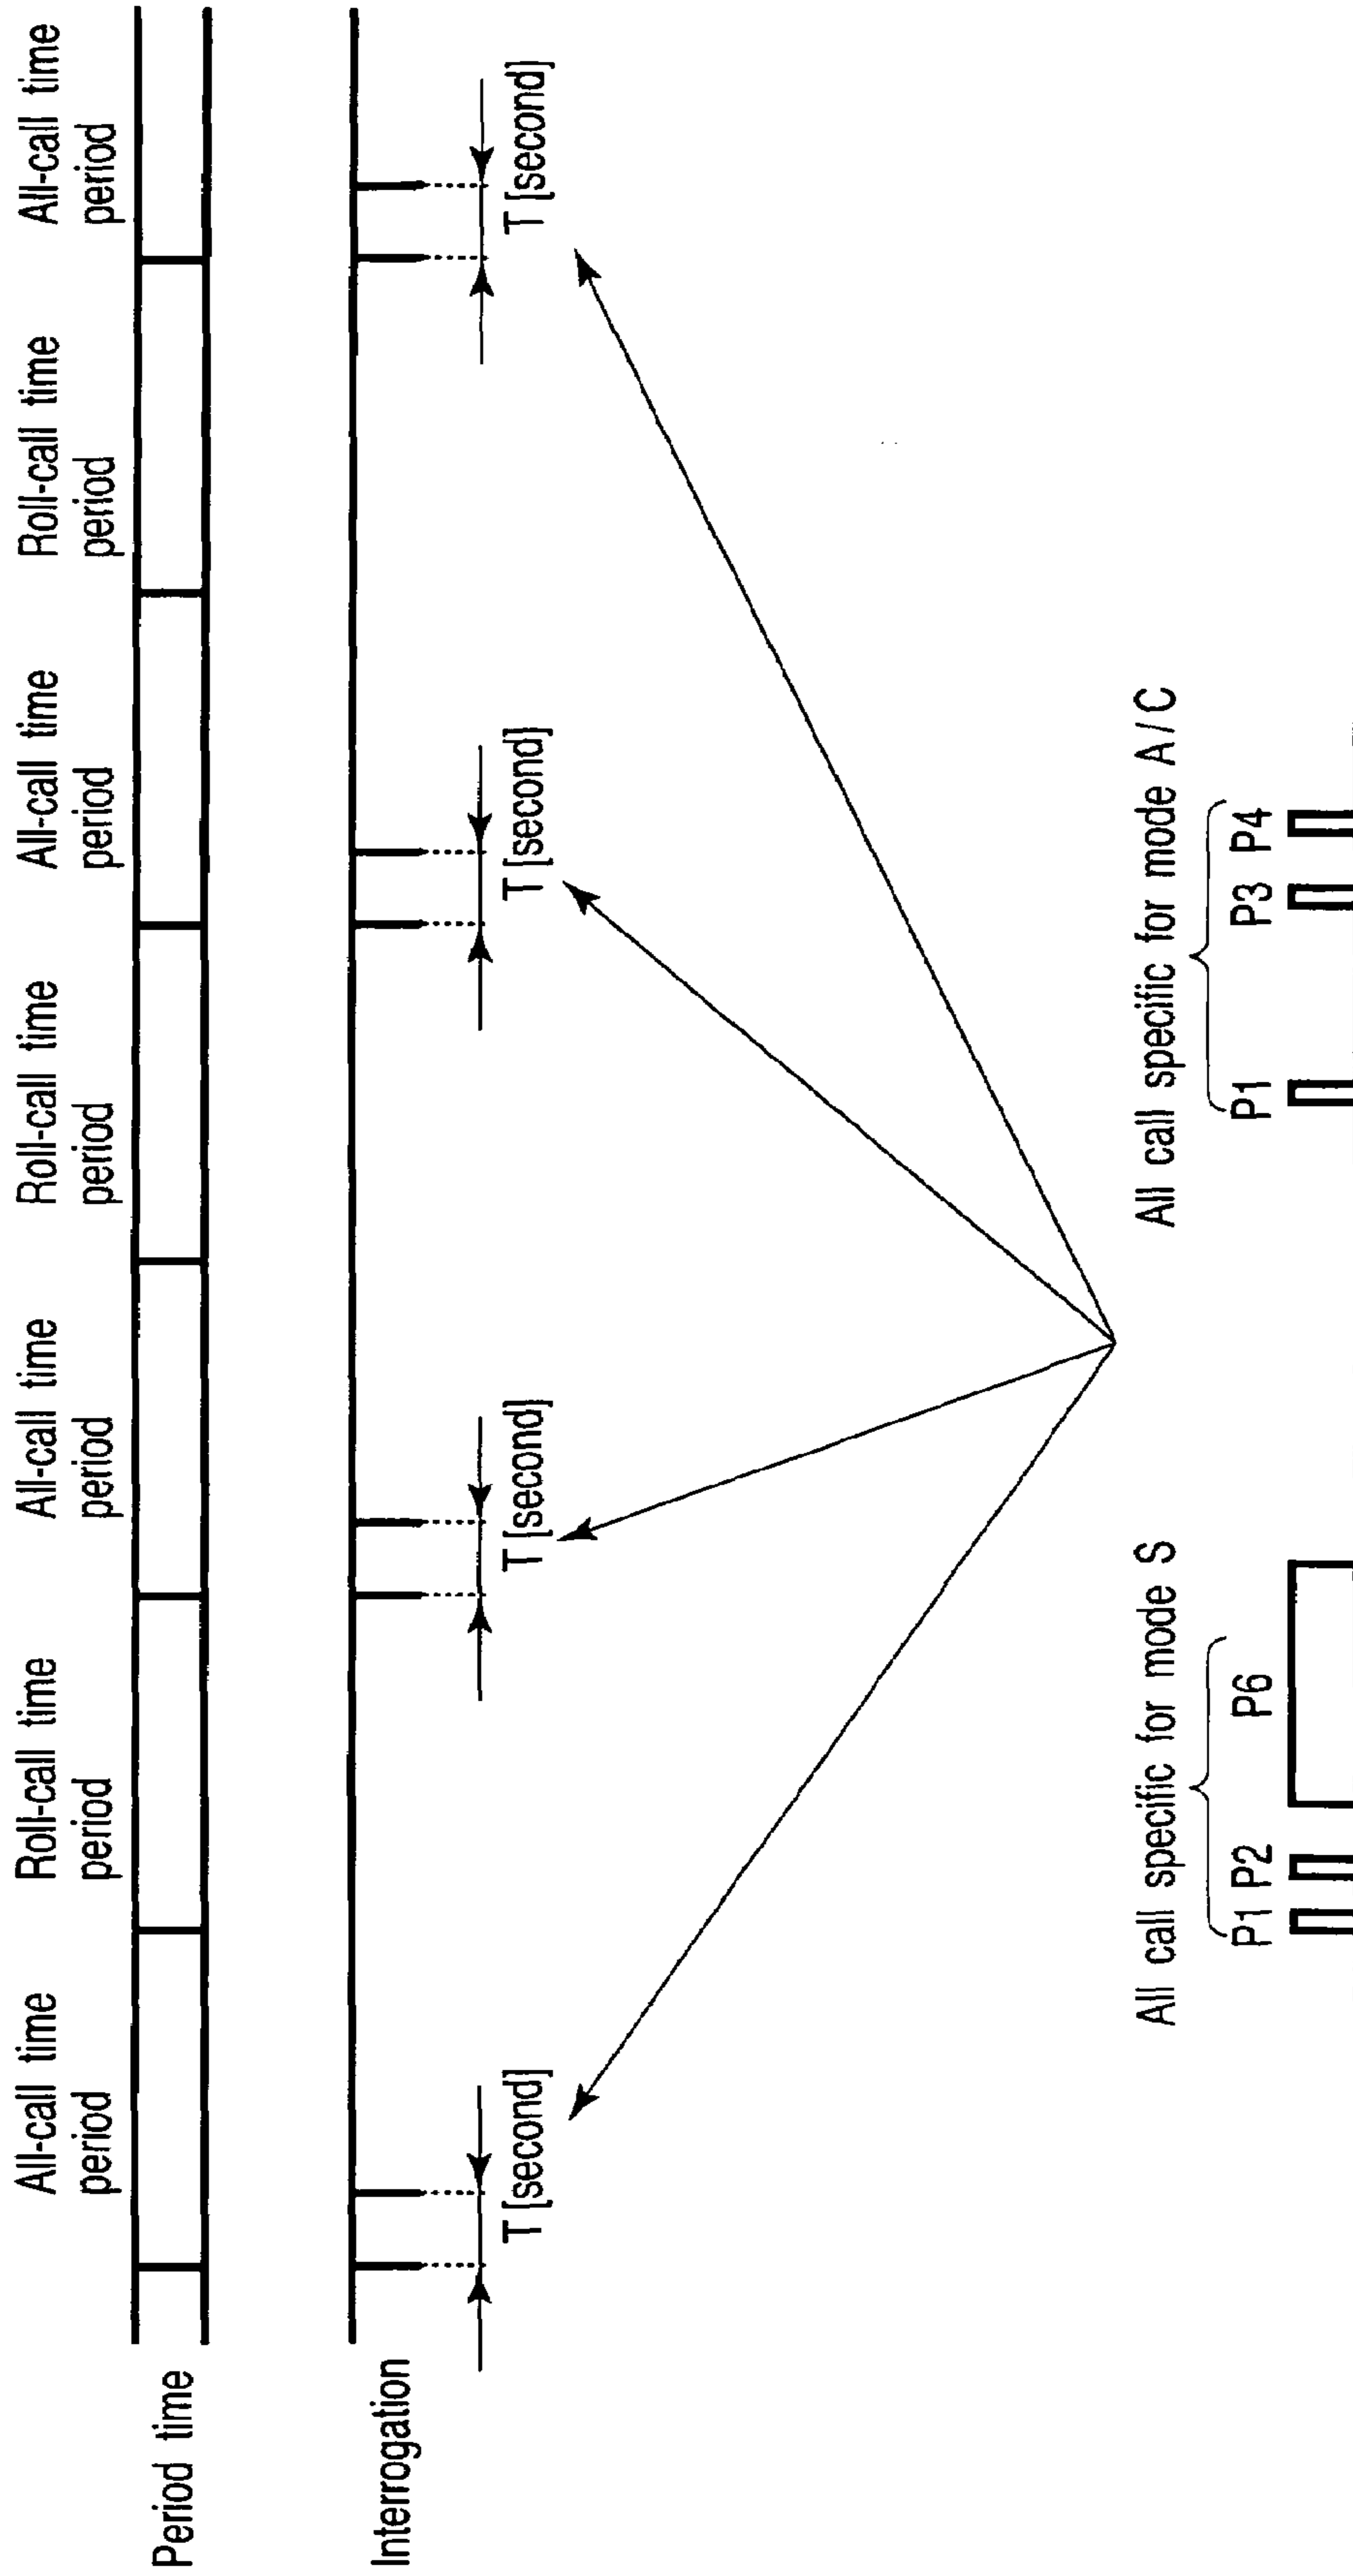 All-call time
period
Roll-call time
period
All-call time
period
Roll-call time
period
All-call time
period
Roll-call time
period
All-call time
period
Period time
Interrogation
T [second]
T [second]
T [second]
T [second]
All call specific for mode S
P1 P2 P6
All call specific for mode A / C
P1 P3 P4